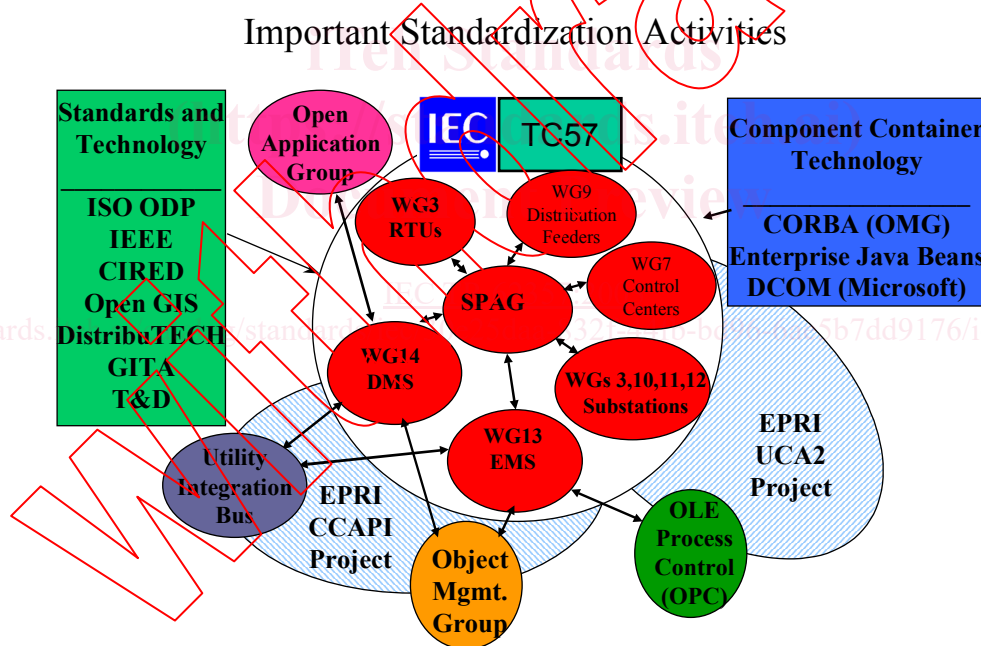 Important Standardization Activities
iTeh Standards
Standards and
Technology
ISO ODP
IEEE
CIRED
Open GIS
DistribuTECH
GITA
T&D
Open
Application
Group
IEC
TC57
Component Container
Technology
CORBA (OMG)
Enterprise Java Beans
DCOM (Microsoft)
WG3
RTUs
WG9
Distribution
Feeders
WG7
Control
Centers
SPAG
WG14
DMS
WGs 3,10,11,12
Substations
WG13
EMS
Utility
Integration
Bus
EPRI
CCAPI
Project
EPRI
UCA2
Project
Object
Mgmt.
Group
OLE
Process
Control
(OPC)